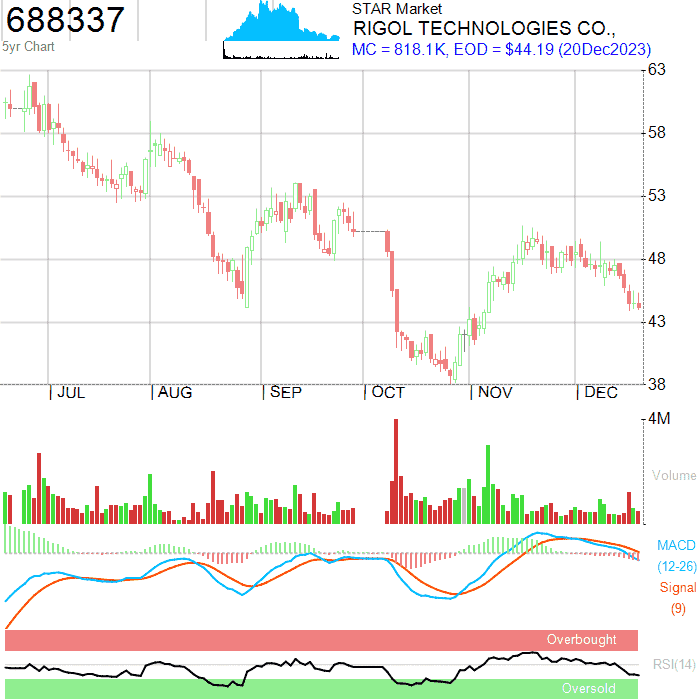 688337
5yr Chart
STAR Market
RIGOL TECHNOLOGIES CO.,
MC = 818.1K, EOD = $44.19 (20Dec2023)
63
58
53
48
43
38
JUL AUG SEP OCT NOV DEC
4M
Volume
MACD
(12-26)
Signal
(9)
Overbought
RSI(14)
Oversold